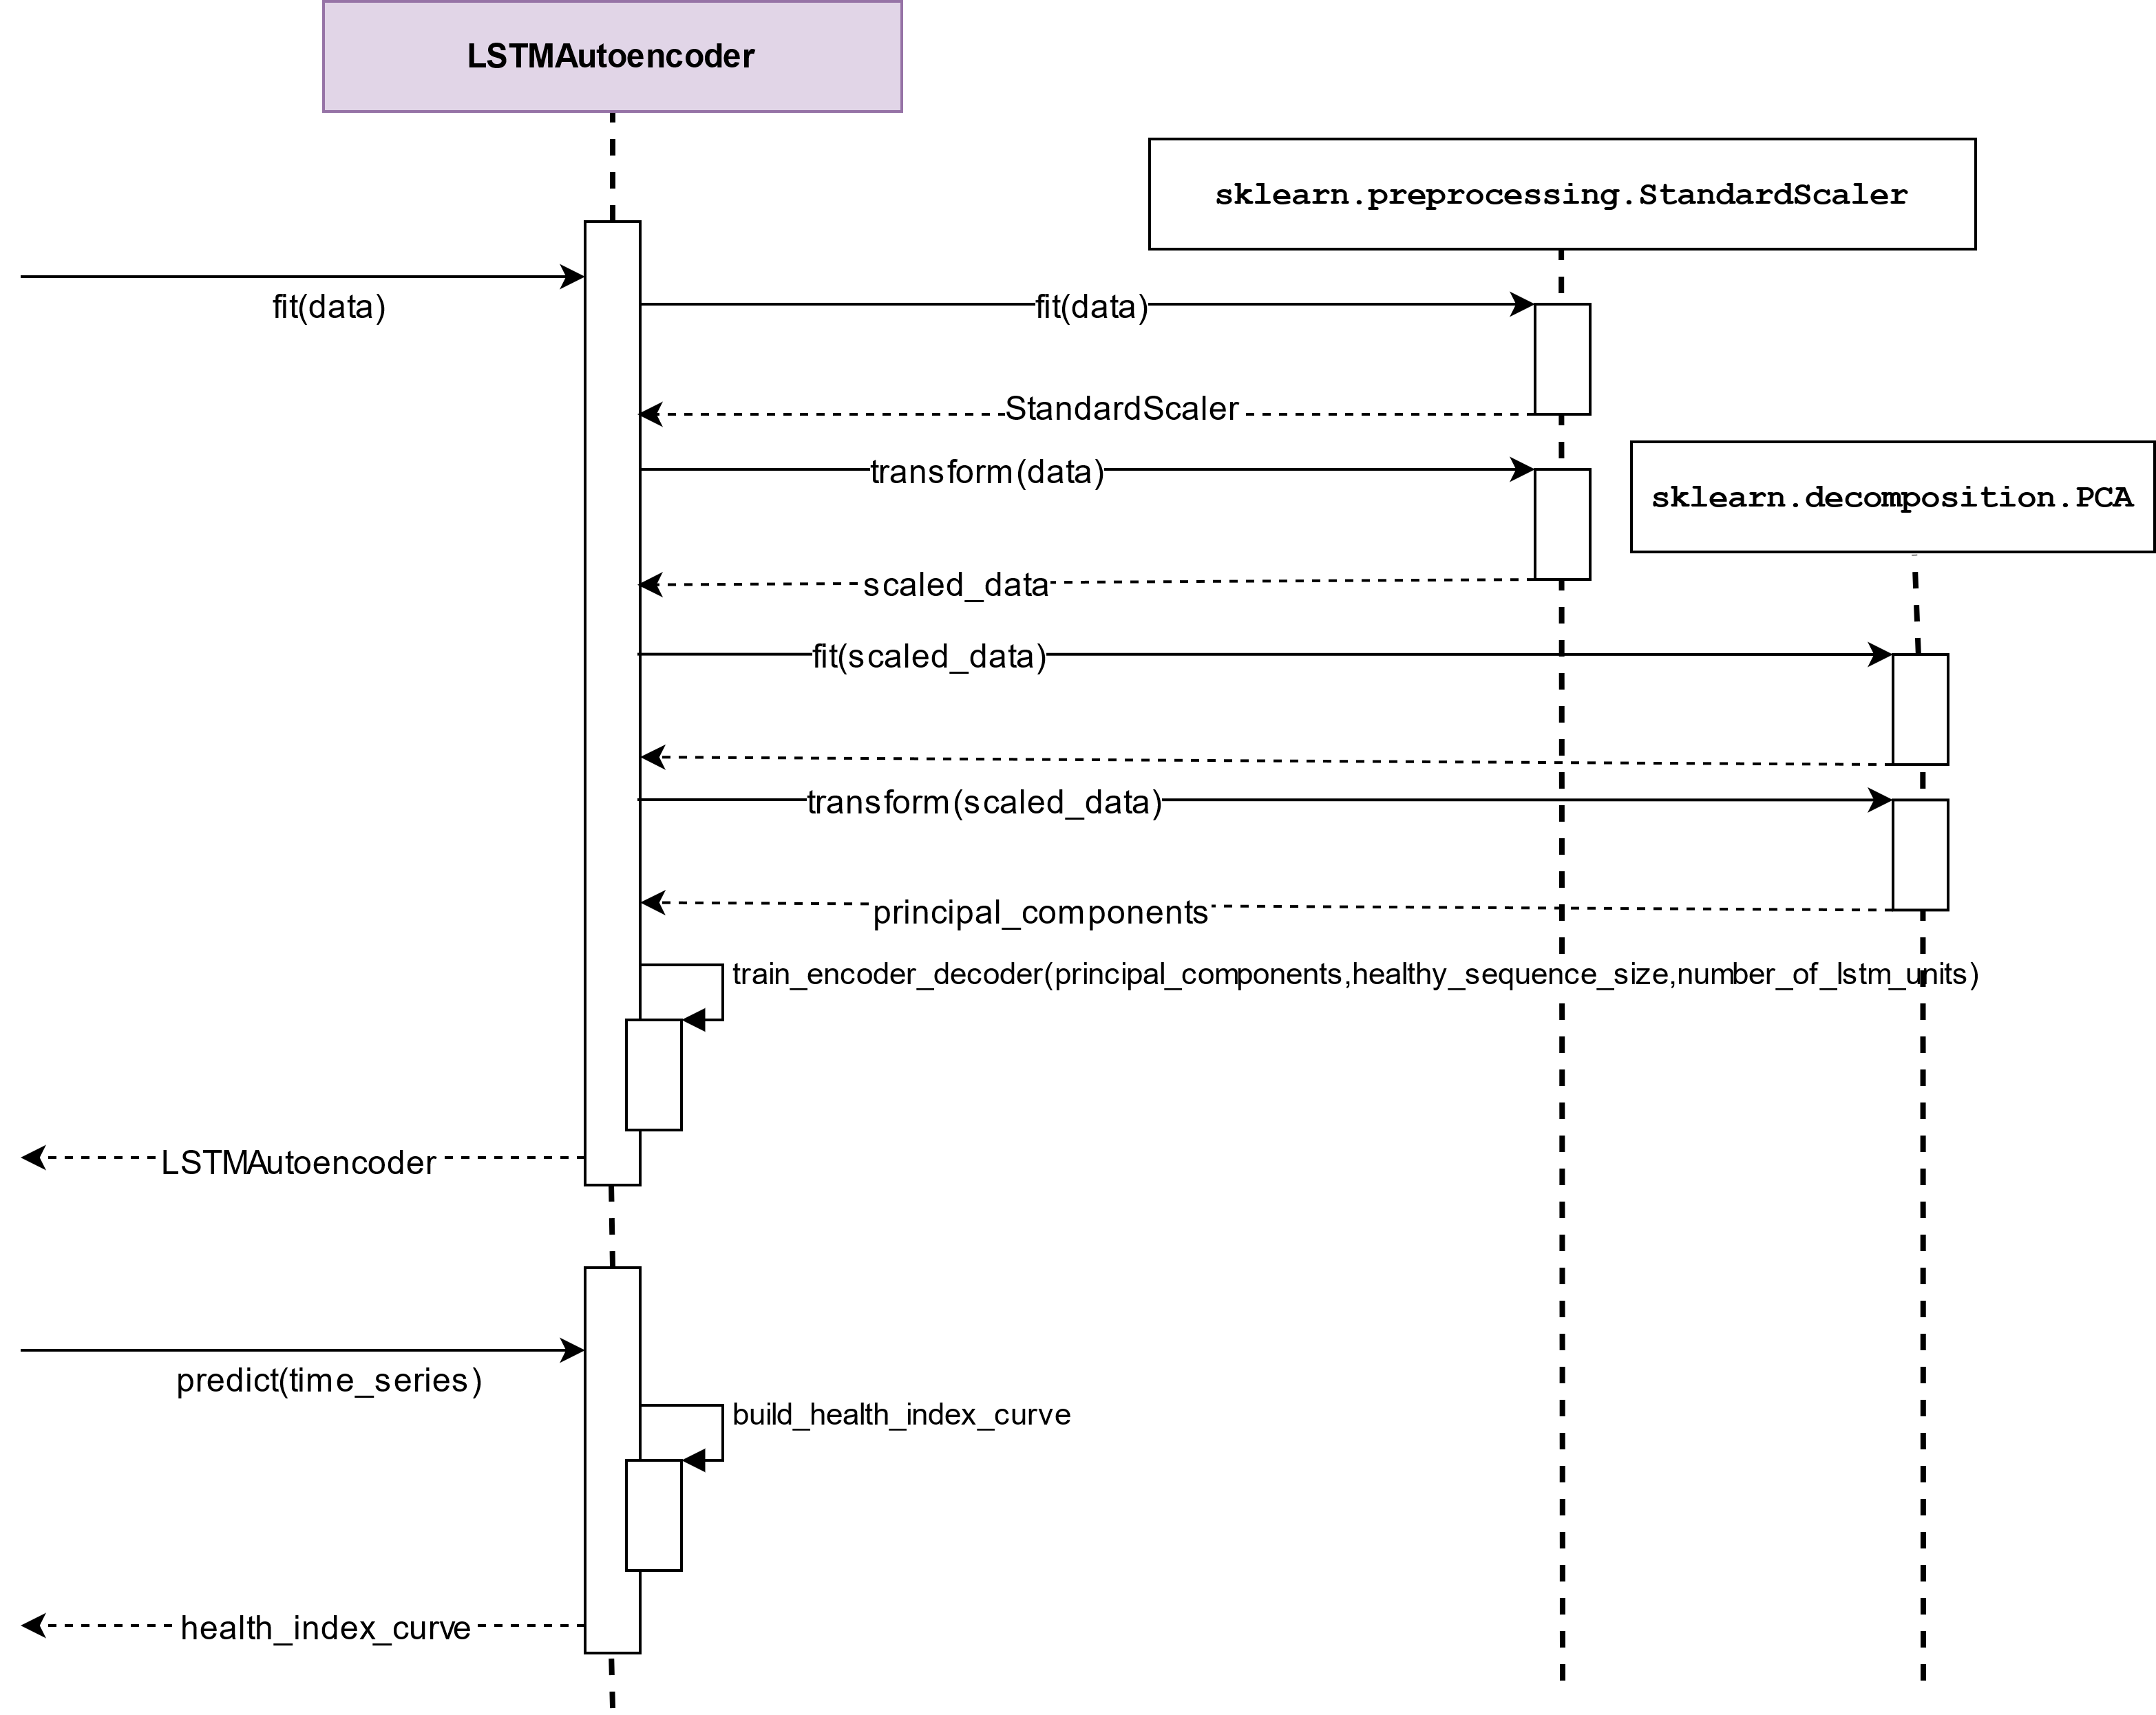 LSTMAutoencoder
sklearn.preprocessing.StandardScaler
fit(data)
fit(data)
StandardScaler
transform(data)
sklearn.decomposition.PCA
scaled_data
fit(scaled_data)
transform(scaled_data)
principal_components
train_encoder_decoder(principal_components,healthy_sequence_size,number_of_lstm_units)
LSTMAutoencoder
predict(time_series)
build_health_index_curve
health_index_curve